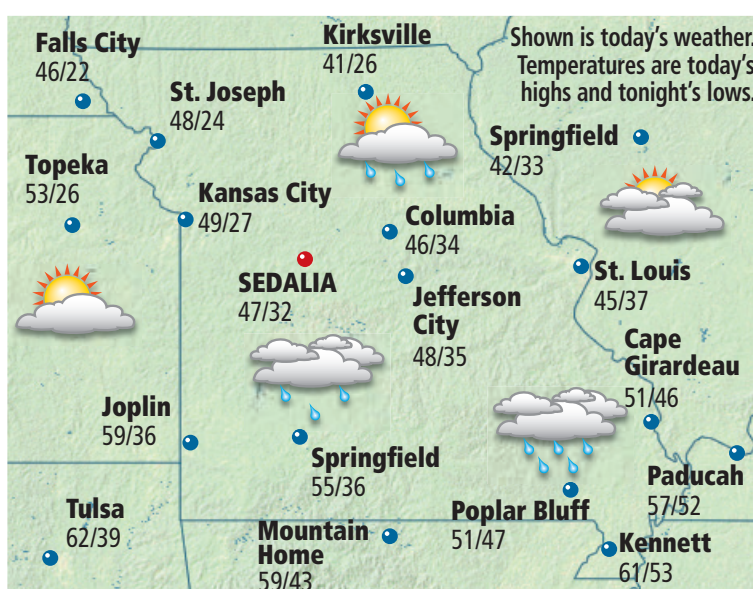 Falls City
46/22
Kirksville
41/26
Shown is today's weather.
Temperatures are today's
highs and tonight's lows.
St. Joseph
48/24
Springfield
42/33
Topeka
53/26
Kansas City
49/27
Columbia
46/34
SEDALIA
47/32
St. Louis
45/37
Jefferson
City
48/35
Cape
Girardeau
51/46
Joplin
59/36
Springfield
55/36
Paducah
57/52
Tulsa
62/39
Poplar Bluff
51/47
Mountain
Home
59/43
Kennett
61/53